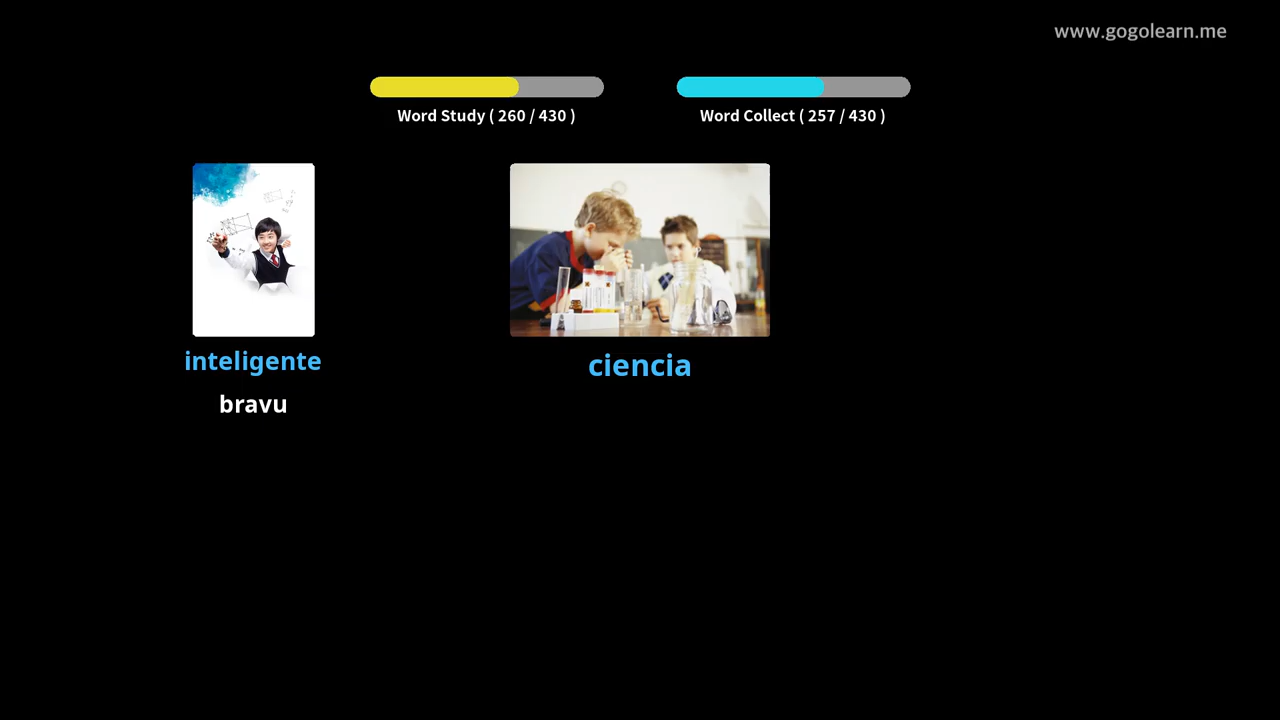 www.gogolearn.me
Word Study ( 260 / 430 )
Word Collect ( 257 / 430 )
inteligente
bravu
ciencia